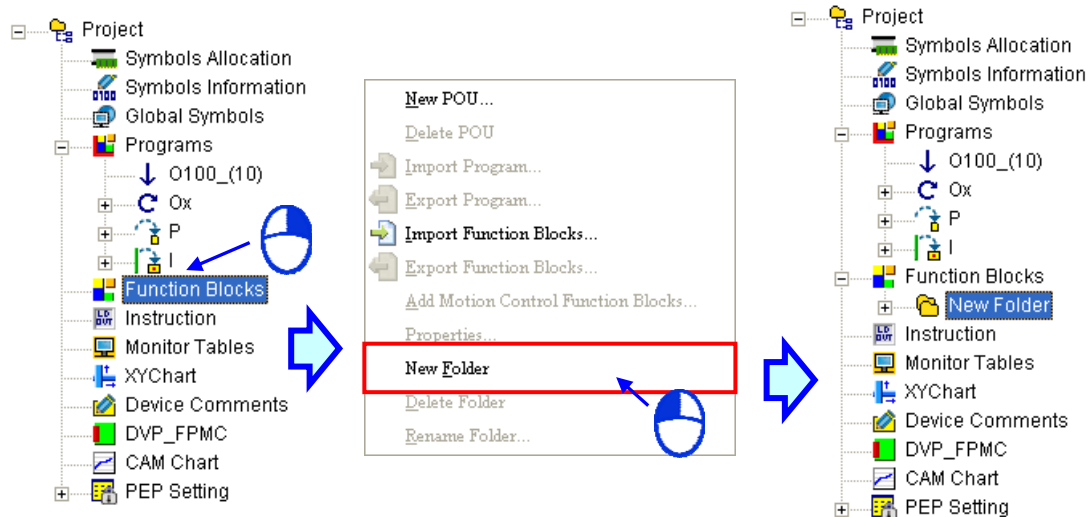 Project
Symbols Allocation
Symbols Information
Global Symbols
Programs
O100_(10)
Ox
P
I
Function Blocks
Instruction
Monitor Tables
XYChart
Device Comments
DVP_FPMC
CAM Chart
PEP Setting
New POU...
Delete POU
Import Program...
Export Program...
Import Function Blocks...
Export Function Blocks...
Add Motion Control Function Blocks...
Properties...
New Folder
Delete Folder
Rename Folder...
Project
Symbols Allocation
Symbols Information
Global Symbols
Programs
O100_(10)
Ox
P
I
Function Blocks
New Folder
Instruction
Monitor Tables
XYChart
Device Comments
DVP_FPMC
CAM Chart
PEP Setting